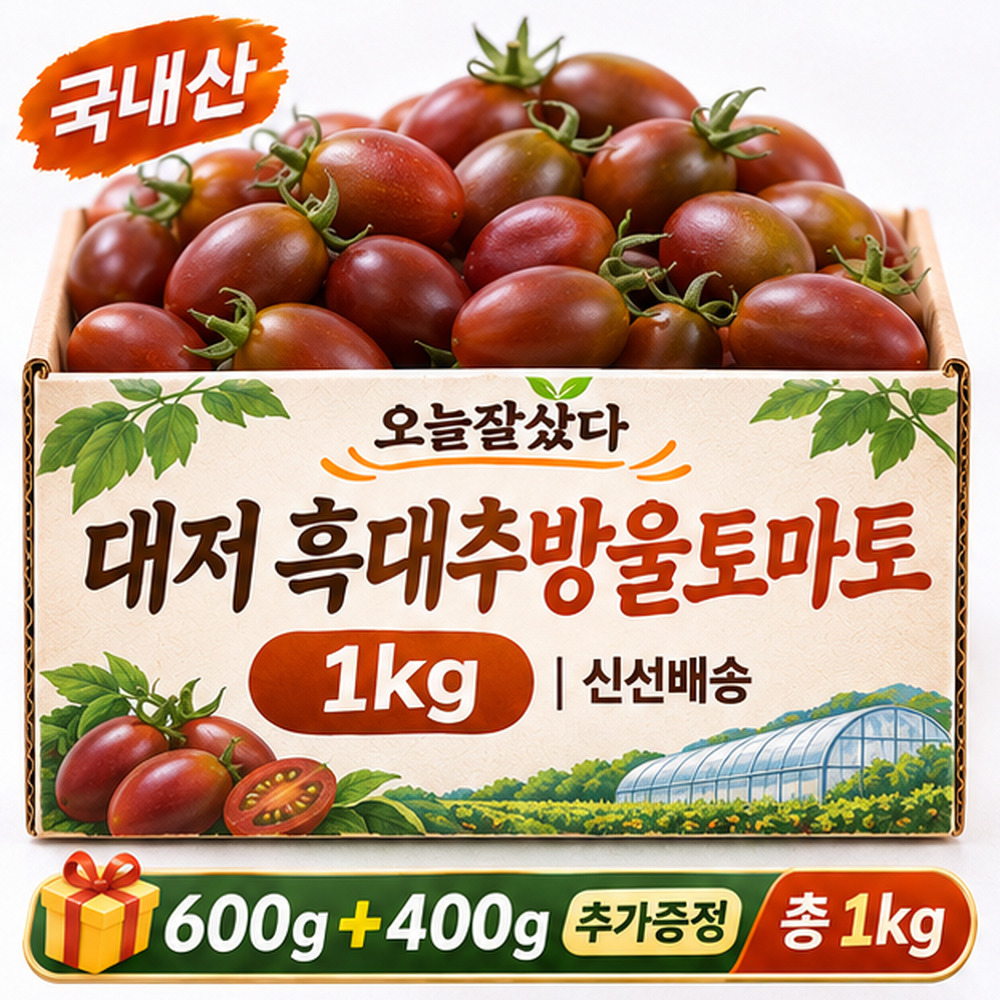 국내산
오늘잘샀다
대저 흑대추방울토마토
1kg | 신선배송
600g+400g 추가증정 총 1kg